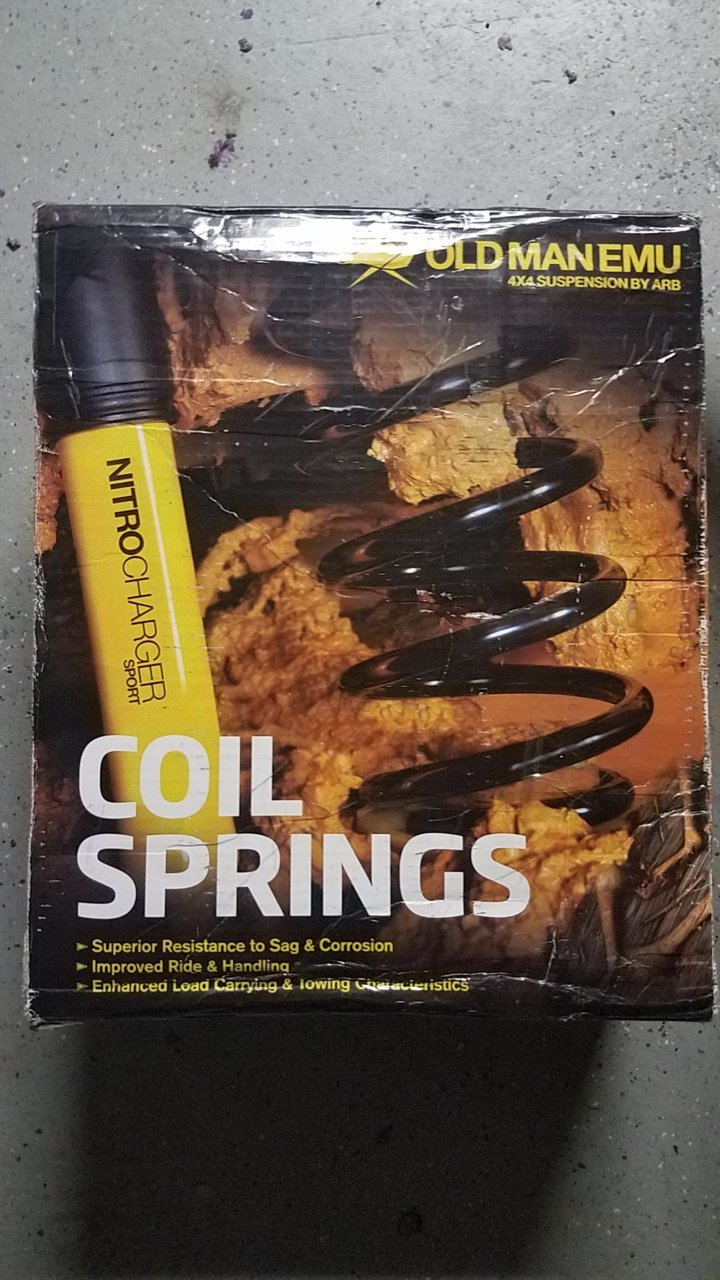 OLD MAN EMU
4X4 SUSPENSION BY ARB
NITROCHARGER
SPORT
COIL
SPRINGS
► Superior Resistance to Sag & Corrosion
► Improved Ride & Handling
► Enhanced Load Carrying & Towing Characteristics